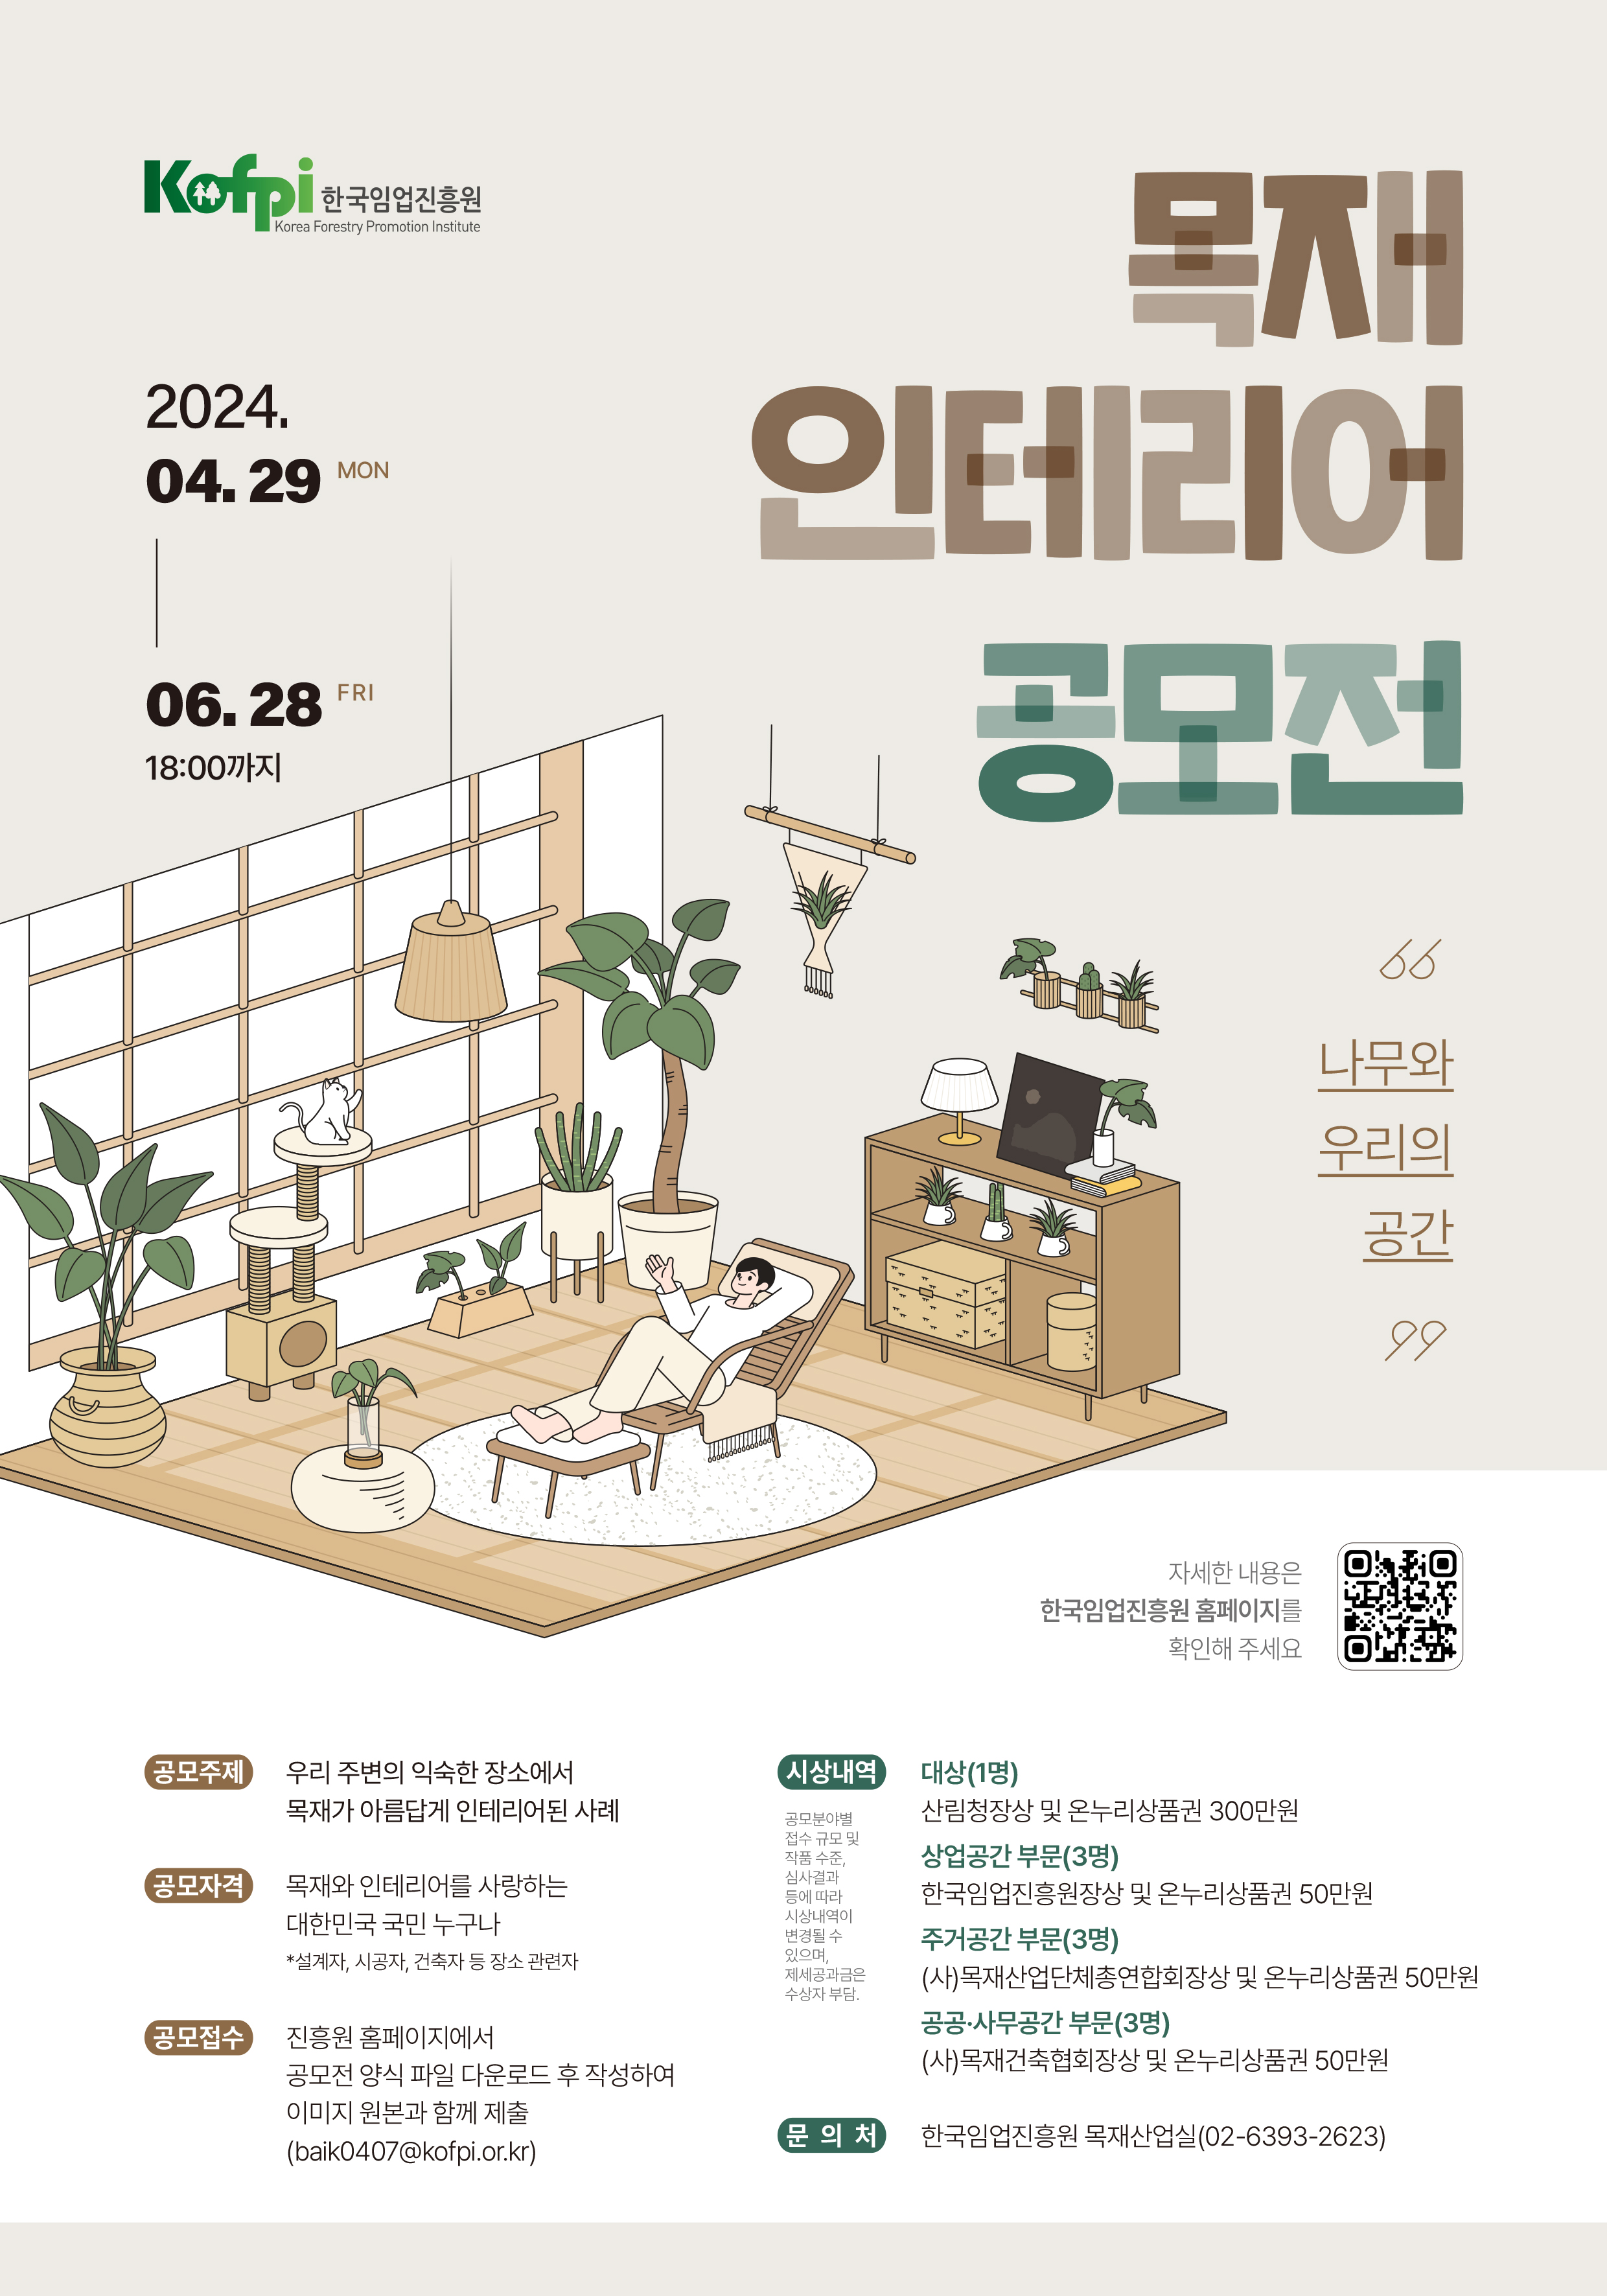 Kofpi 한국임업진흥원
Korea Forestry Promotion Institute
목재
인테리어
공모전
2024.
04. 29 MON
06. 28 FRI
18:00까지
“
나무와
우리의
공간
”
자세한 내용은
한국임업진흥원 홈페이지를
확인해 주세요
공모주제
우리 주변의 익숙한 장소에서
목재가 아름답게 인테리어된 사례
공모자격
목재와 인테리어를 사랑하는
대한민국 국민 누구나
*설계자, 시공자, 건축자 등 장소 관련자
공모접수
진흥원 홈페이지에서
공모전 양식 파일 다운로드 후 작성하여
이미지 원본과 함께 제출
(baik0407@kofpi.or.kr)
시상내역
공모분야별
접수 규모 및
작품 수준,
심사결과
등에 따라
시상내역이
변경될 수
있으며,
제세공과금은
수상자 부담.
대상(1명)
산림청장상 및 온누리상품권 300만원
상업공간 부문(3명)
한국임업진흥원장상 및 온누리상품권 50만원
주거공간 부문(3명)
(사)목재산업단체총연합회장상 및 온누리상품권 50만원
공공·사무공간 부문(3명)
(사)목재건축협회장상 및 온누리상품권 50만원
문 의 처
한국임업진흥원 목재산업실(02-6393-2623)